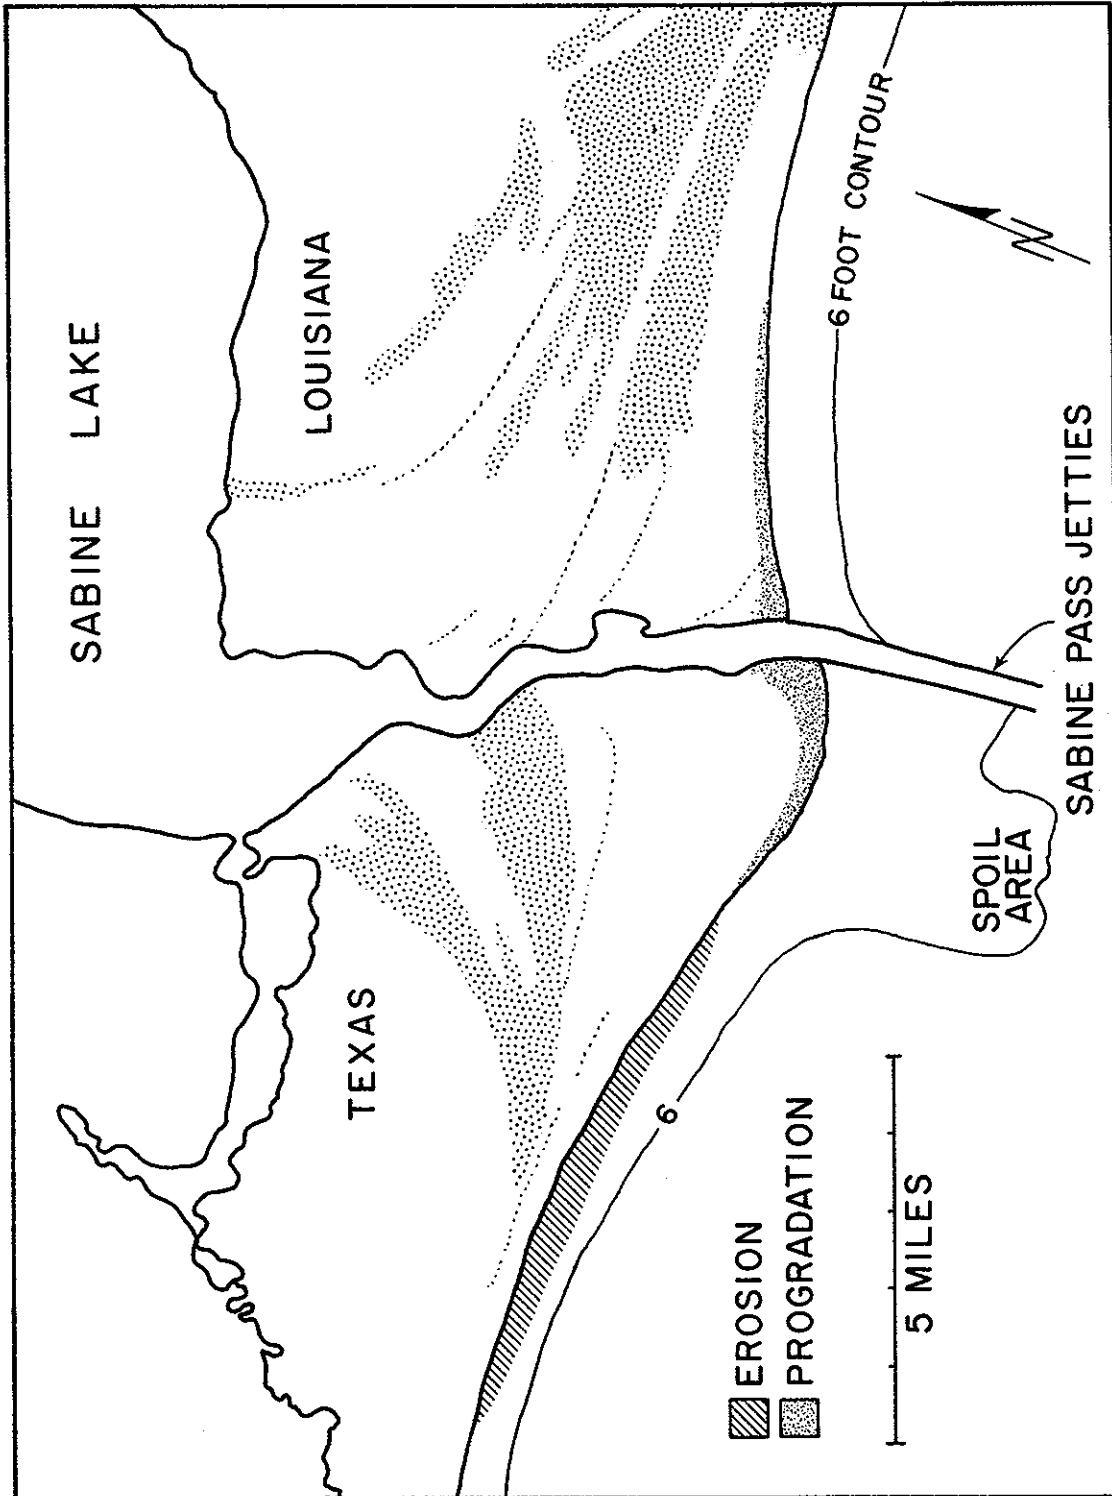 SABINE LAKE
LOUISIANA
TEXAS
6 FOOT CONTOUR
6
N
SPOIL
AREA
SABINE PASS JETTIES
EROSION
PROGRADATION
5 MILES